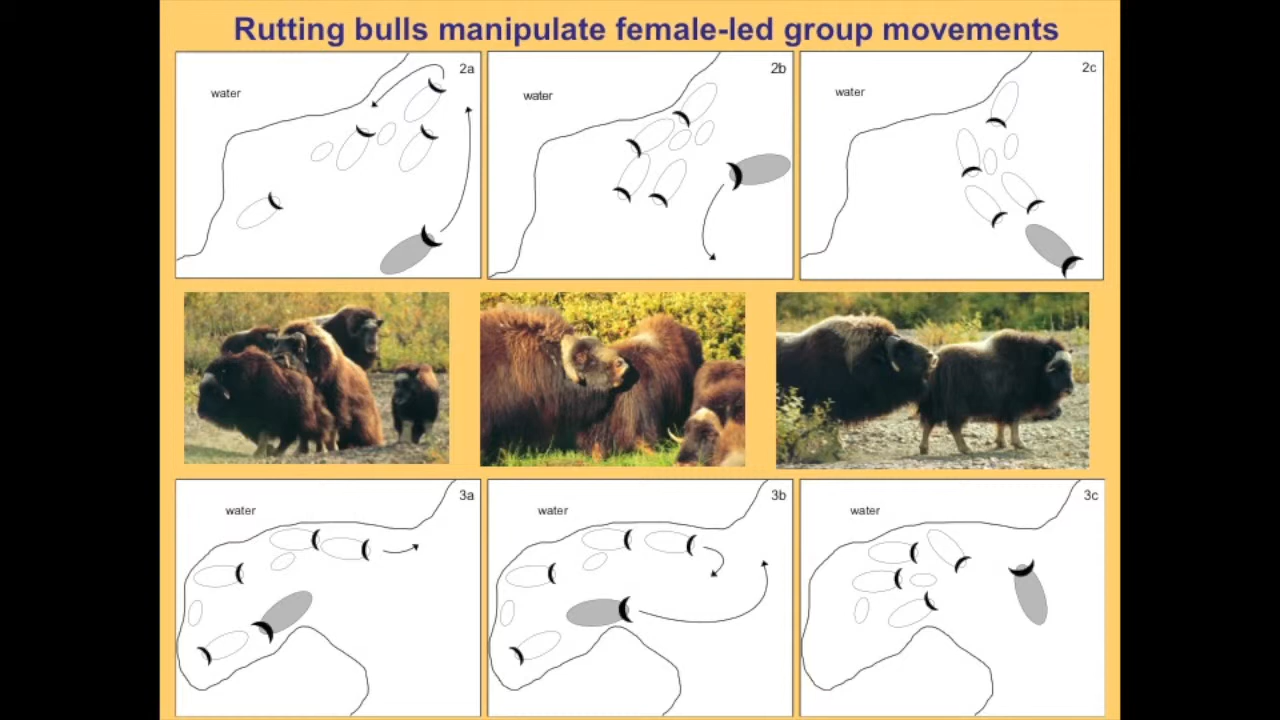 Rutting bulls manipulate female-led group movements
water
2a
water
2b
water
2c
water
3a
water
3b
water
3c